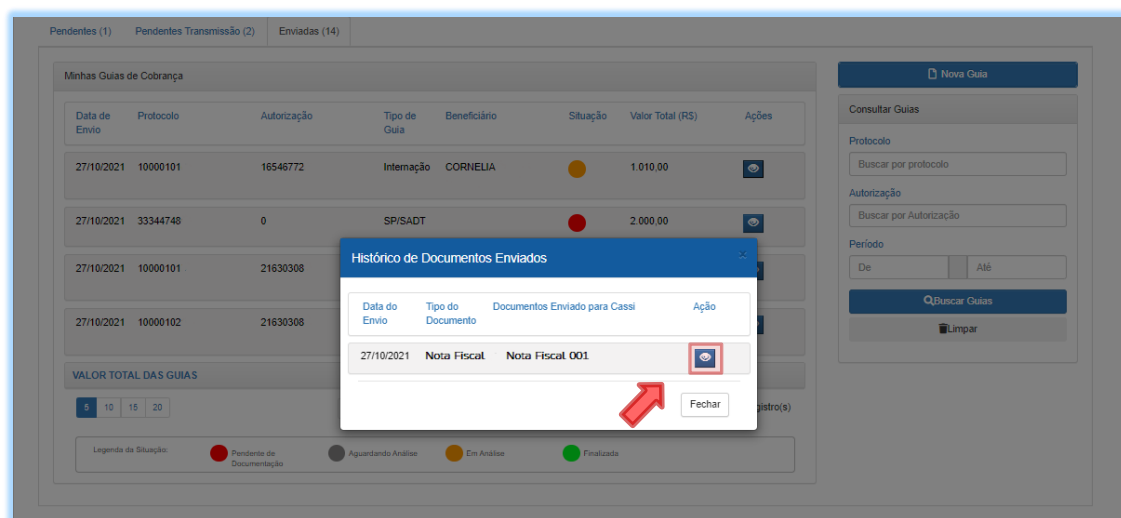 Pendentes (1) Pendentes Transmissão (2) Enviadas (14)
Minhas Guias de Cobrança
Data de Envio Protocolo Autorização Tipo de Guia Beneficiário Situação Valor Total (R$) Ações
27/10/2021 10000101 16546772 Internação CORNELIA 1.010,00
27/10/2021 33344748 0 SP/SADT 2.000,00
27/10/2021 10000101 21630308
27/10/2021 10000102 21630308
VALOR TOTAL DAS GUIAS
5 10 15 20
gistro(s)
Legenda da Situação: Pendente de Documentação Aguardando Análise Em Análise Finalizada
Histórico de Documentos Enviados ×
Data do Envio Tipo do Documento Documentos Enviado para Cassi Ação
27/10/2021 Nota Fiscal Nota Fiscal 001
Fechar
Nova Guia
Consultar Guias
Protocolo
Buscar por protocolo
Autorização
Buscar por Autorização
Período
De Até
Buscar Guias
Limpar